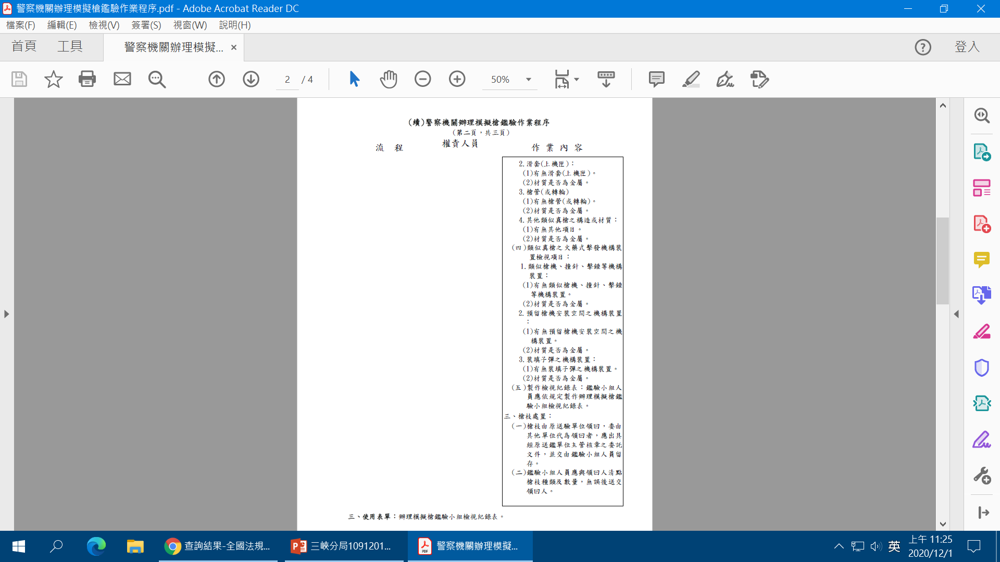 警察機關辦理模擬槍鑑驗作業程序.pdf - Adobe Acrobat Reader DC
檔案(F) 編輯(E) 檢視(V) 簽署(S) 視窗(W) 說明(H)
首頁 工具 警察機關辦理模擬... × 登入
2 / 4 50%
(續)警察機關辦理模擬槍鑑驗作業程序
(第二頁，共三頁)
流 程 權責人員 作 業 內 容
2.滑套(上機匣)：
(1)有無滑套(上機匣)。
(2)材質是否為金屬。
3.槍管(或轉輪)
(1)有無槍管(或轉輪)。
(2)材質是否為金屬。
4.其他類似真槍之構造或材質：
(1)有無其他項目。
(2)材質是否為金屬。
(四)類似真槍之火藥式擊發機構裝
置檢視項目：
1.類似槍機、撞針、擊錘等機構
裝置：
(1)有無類似槍機、撞針、擊錘
等機構裝置。
(2)材質是否為金屬。
2.預留槍機安裝空間之機構裝置
：
(1)有無預留槍機安裝空間之機
構裝置。
(2)材質是否為金屬。
3.裝填子彈之機構裝置：
(1)有無裝填子彈之機構裝置。
(2)材質是否為金屬。
(五)製作檢視紀錄表：鑑驗小組人
員應依規定製作辦理模擬槍鑑
驗小組檢視紀錄表。
三、槍枝處置：
(一)槍枝由原送驗單位領回，委由
其他單位代為領回者，應出具
經原送鑑單位主管核章之委託
文件，並交由鑑驗小組人員留
存。
(二)鑑驗小組人員應與領回人清點
槍枝種類及數量，無誤後送交
領回人。
三、使用表單：辦理模擬槍鑑驗小組檢視紀錄表。
查詢結果-全國法規... 三峽分局1091201... 警察機關辦理模擬... 英 上午 11:25
2020/12/1